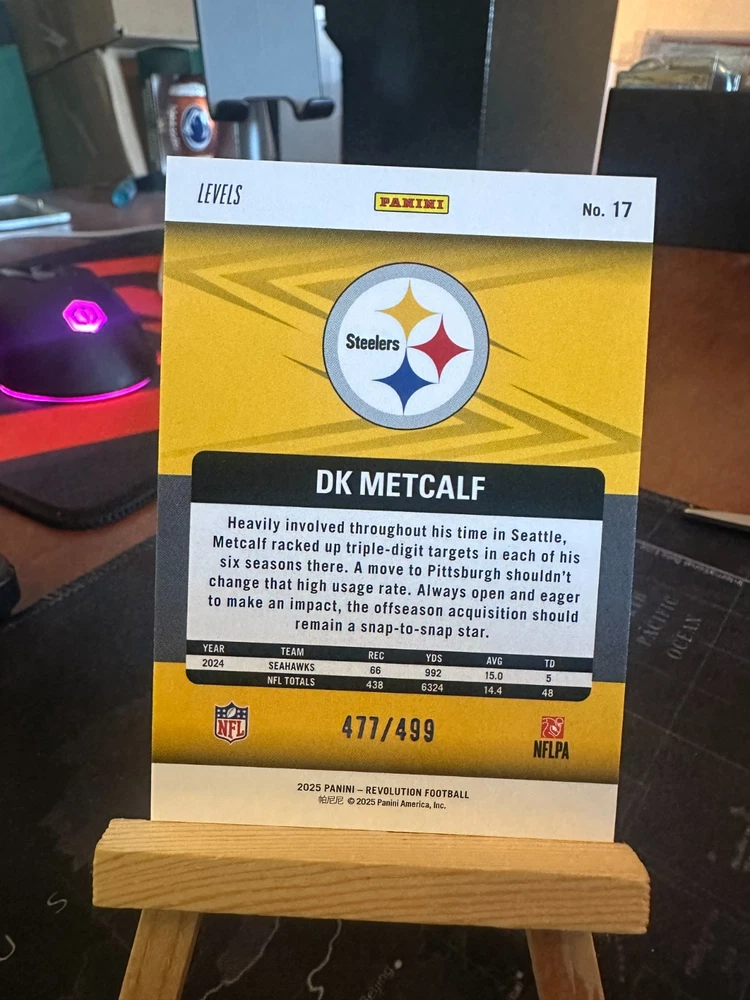 LEVELS
PANINI
No. 17
Steelers
DK METCALF
Heavily involved throughout his time in Seattle,
Metcalf racked up triple-digit targets in each of his
six seasons there. A move to Pittsburgh shouldn't
change that high usage rate. Always open and eager
to make an impact, the offseason acquisition should
remain a snap-to-snap star.
YEAR TEAM REC YDS AVG TD
2024 SEAHAWKS 66 992 15.0 5
NFL TOTALS 438 6324 14.4 48
NFL
477/499
NFLPA
2025 PANINI – REVOLUTION FOOTBALL
帕尼尼 © 2025 Panini America, Inc.
PACIFIC
OCEAN
Beijing